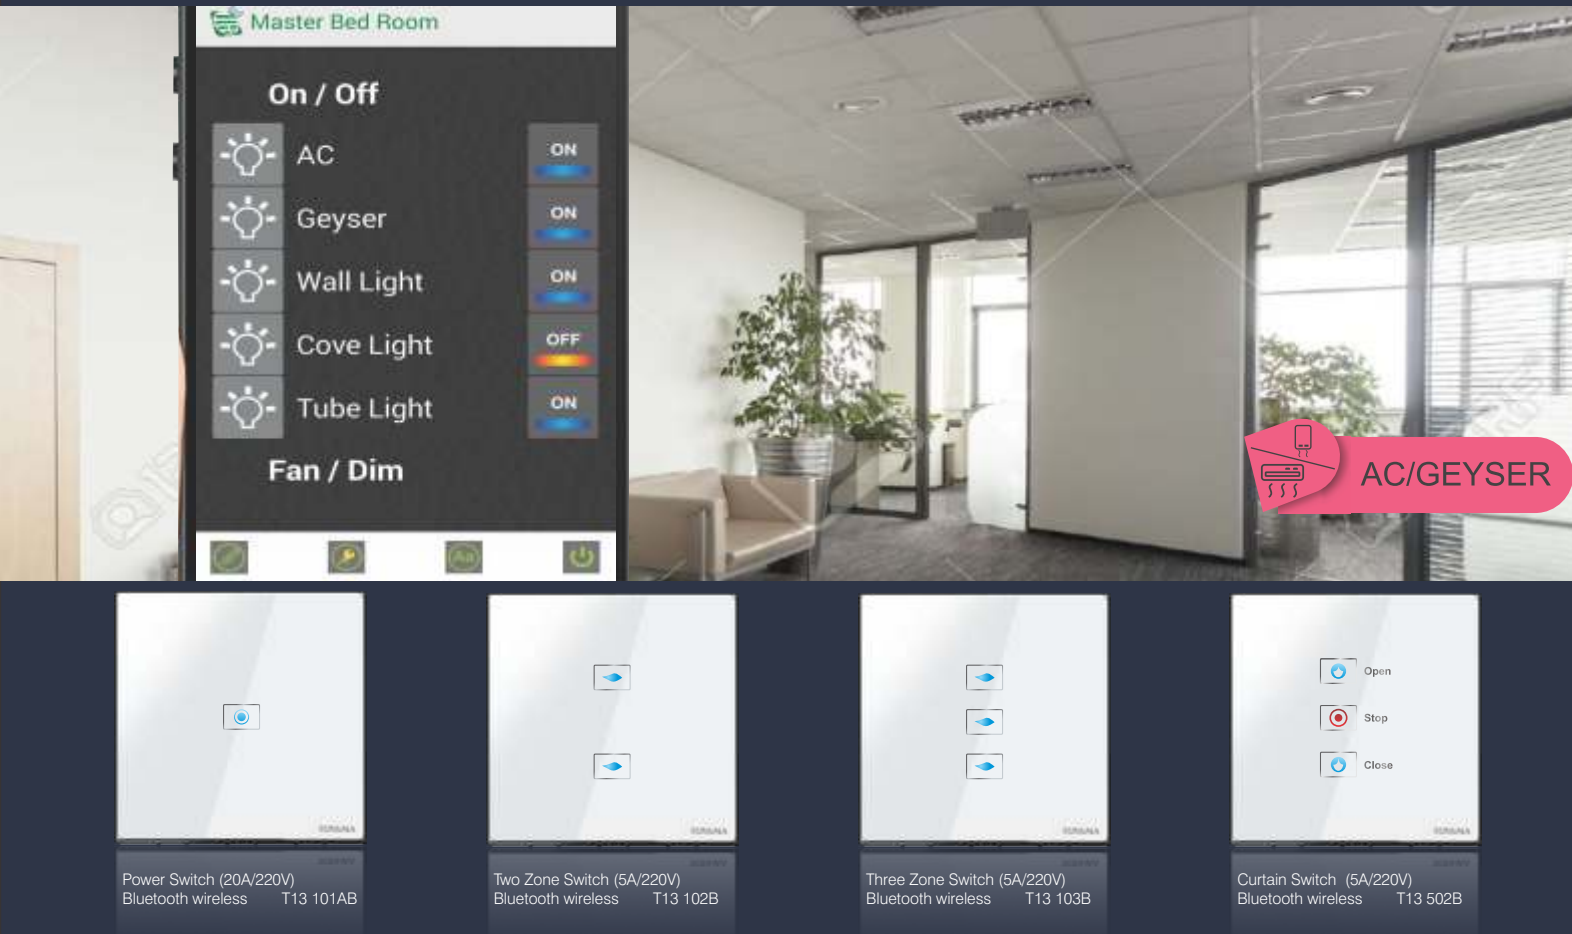 Master Bed Room
On / Off
AC
ON
Geyser
ON
Wall Light
ON
Cove Light
OFF
Tube Light
ON
Fan / Dim
Aa
AC/GEYSER
Open
Stop
Close
Power Switch (20A/220V)
Bluetooth wireless T13 101AB
Two Zone Switch (5A/220V)
Bluetooth wireless T13 102B
Three Zone Switch (5A/220V)
Bluetooth wireless T13 103B
Curtain Switch (5A/220V)
Bluetooth wireless T13 502B